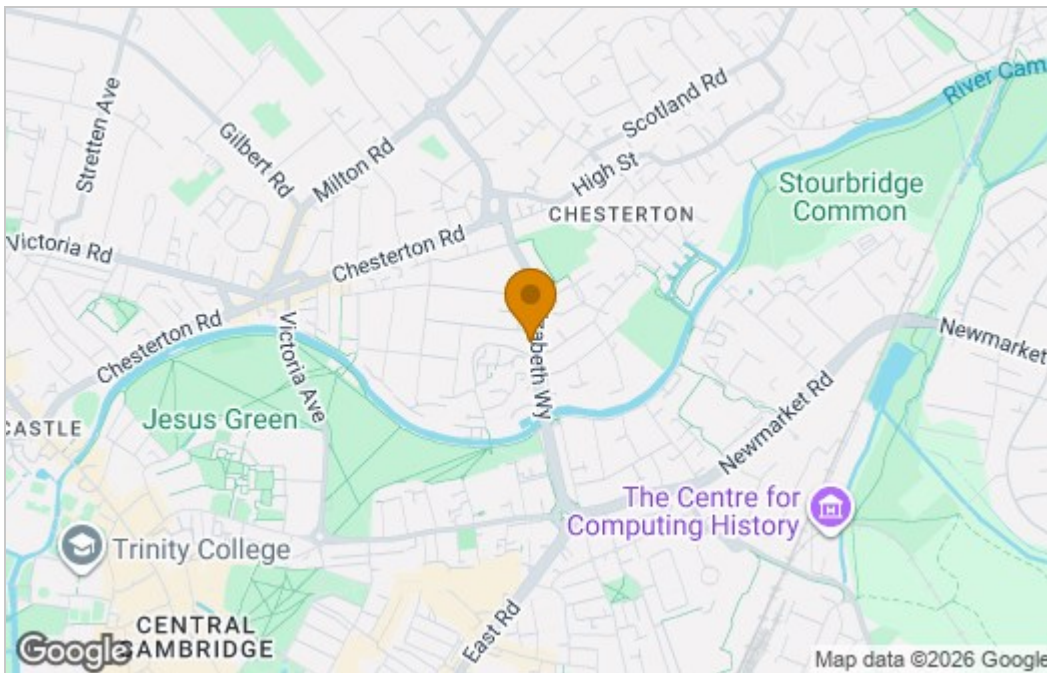 Stretten Ave
Gilbert Rd
Milton Rd
Scotland Rd
High St
River Cam
CHESTERTON
Stourbridge
Common
Victoria Rd
Chesterton Rd
Chesterton Rd
Victoria Ave
zabeth Wy
Newmarket
Newmarket Rd
CASTLE
Jesus Green
The Centre for
Computing History
Trinity College
East Rd
CENTRAL
CAMBRIDGE
Google
Map data ©2026 Google